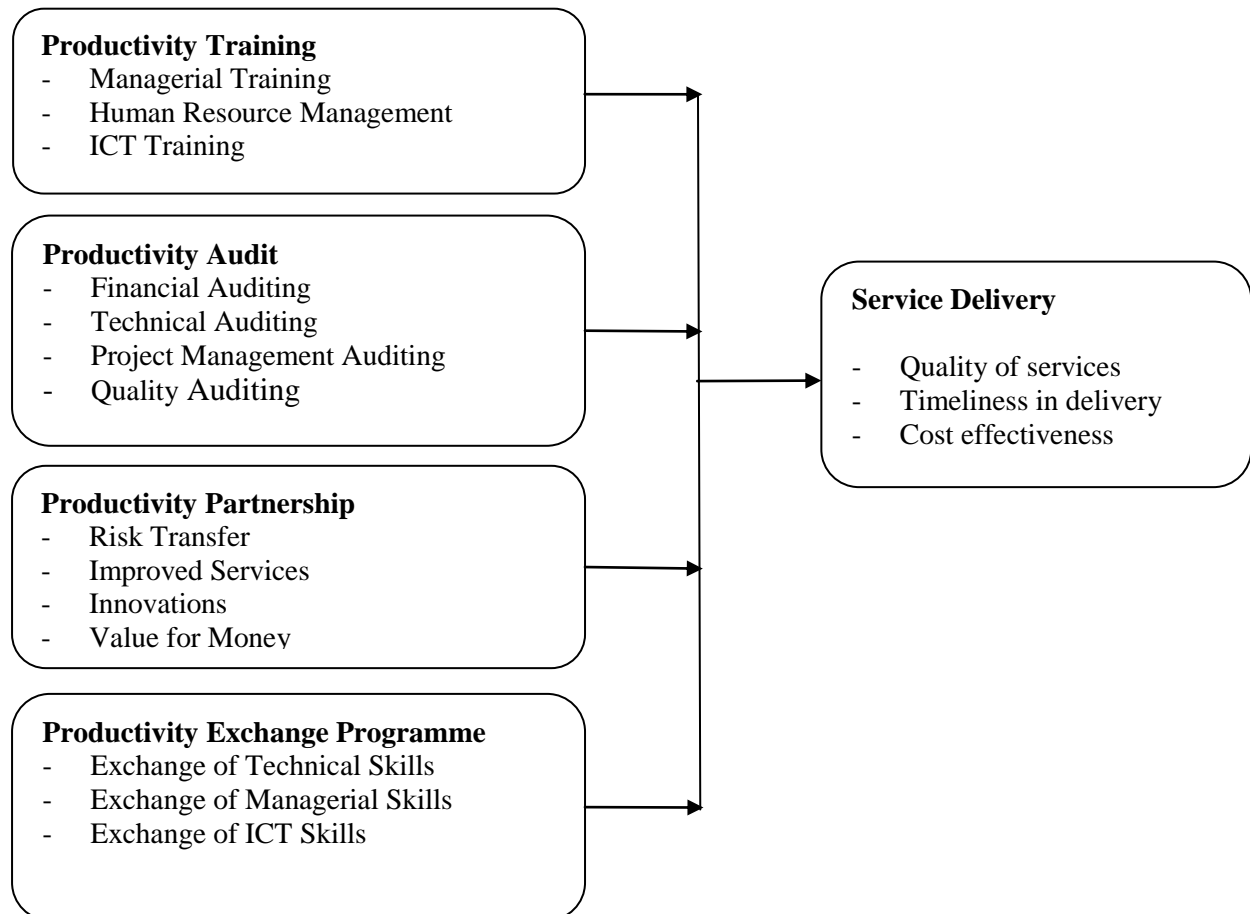 Productivity Training
- Managerial Training
- Human Resource Management
- ICT Training
Productivity Audit
- Financial Auditing
- Technical Auditing
- Project Management Auditing
- Quality Auditing
Productivity Partnership
- Risk Transfer
- Improved Services
- Innovations
- Value for Money
Productivity Exchange Programme
- Exchange of Technical Skills
- Exchange of Managerial Skills
- Exchange of ICT Skills
Service Delivery
- Quality of services
- Timeliness in delivery
- Cost effectiveness